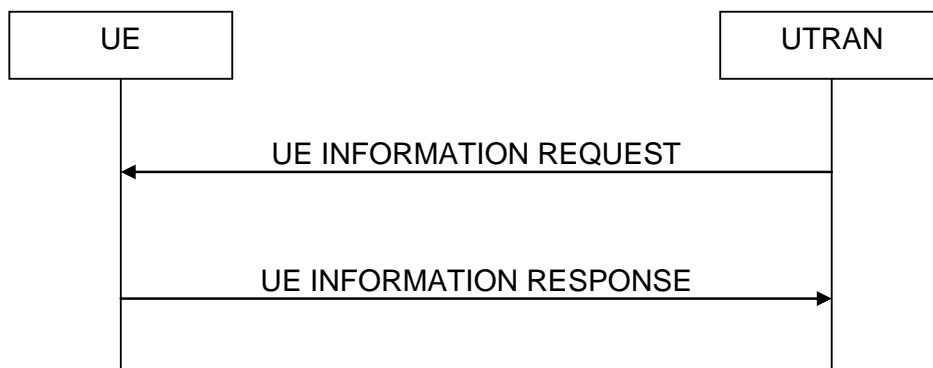 UE
UTRAN
UE INFORMATION REQUEST
UE INFORMATION RESPONSE